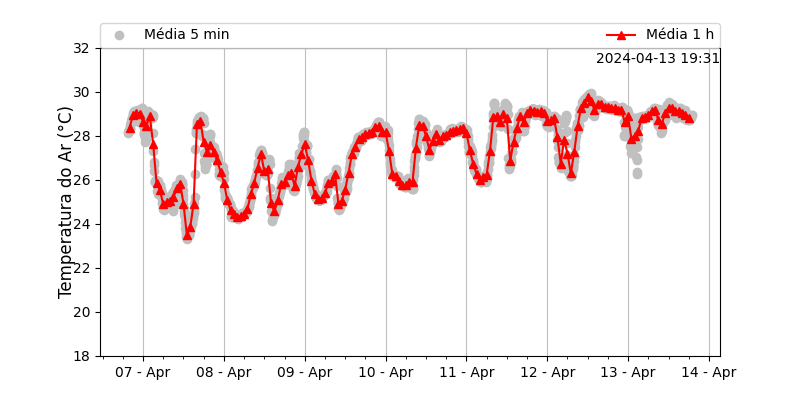 Média 5 min
Média 1 h
2024-04-13 19:31
Temperatura do Ar (°C)
32
30
28
26
24
22
20
18
07 - Apr
08 - Apr
09 - Apr
10 - Apr
11 - Apr
12 - Apr
13 - Apr
14 - Apr